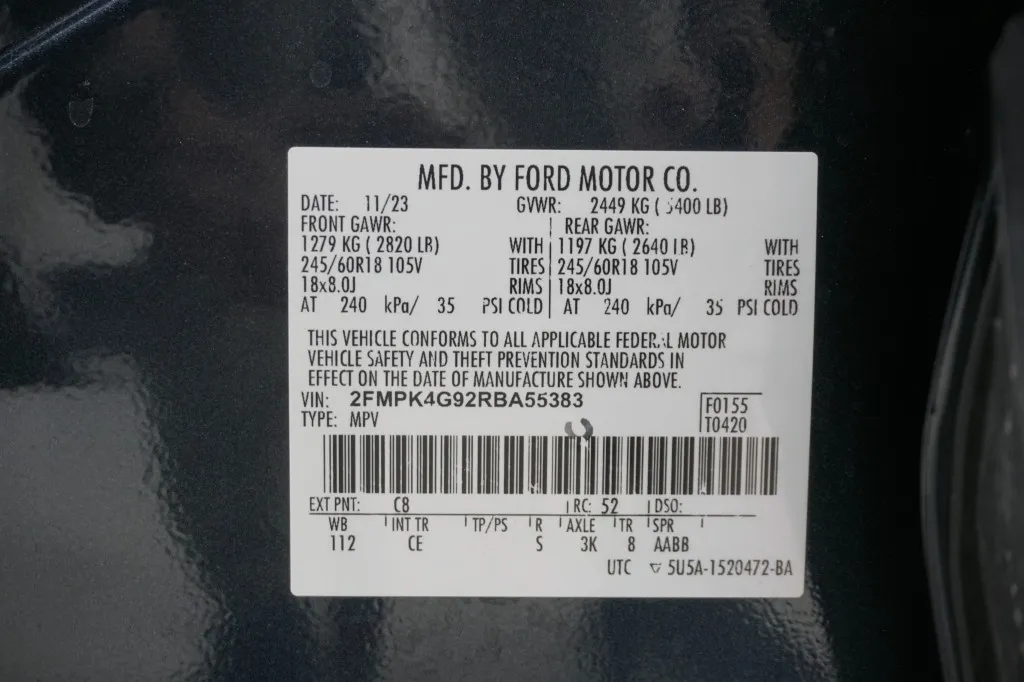 MFD. BY FORD MOTOR CO.
DATE: 11/23 GVWR: 2449 KG ( 5400 LB)
FRONT GAWR: REAR GAWR:
1279 KG ( 2820 LB) WITH 1197 KG ( 2640 LB) WITH
245/60R18 105V TIRES 245/60R18 105V TIRES
18x8.0J RIMS 18x8.0J RIMS
AT 240 kPa/ 35 PSI COLD AT 240 kPa/ 35 PSI COLD
THIS VEHICLE CONFORMS TO ALL APPLICABLE FEDERAL MOTOR
VEHICLE SAFETY AND THEFT PREVENTION STANDARDS IN
EFFECT ON THE DATE OF MANUFACTURE SHOWN ABOVE.
VIN: 2FMPK4G92RBA55383
TYPE: MPV
F0155
T0420
EXT PNT: C8 RC: 52 DSO:
WB INT TR TP/PS R AXLE TR SPR
112 CE S 3K 8 AABB
UTC 5U5A-1520472-BA